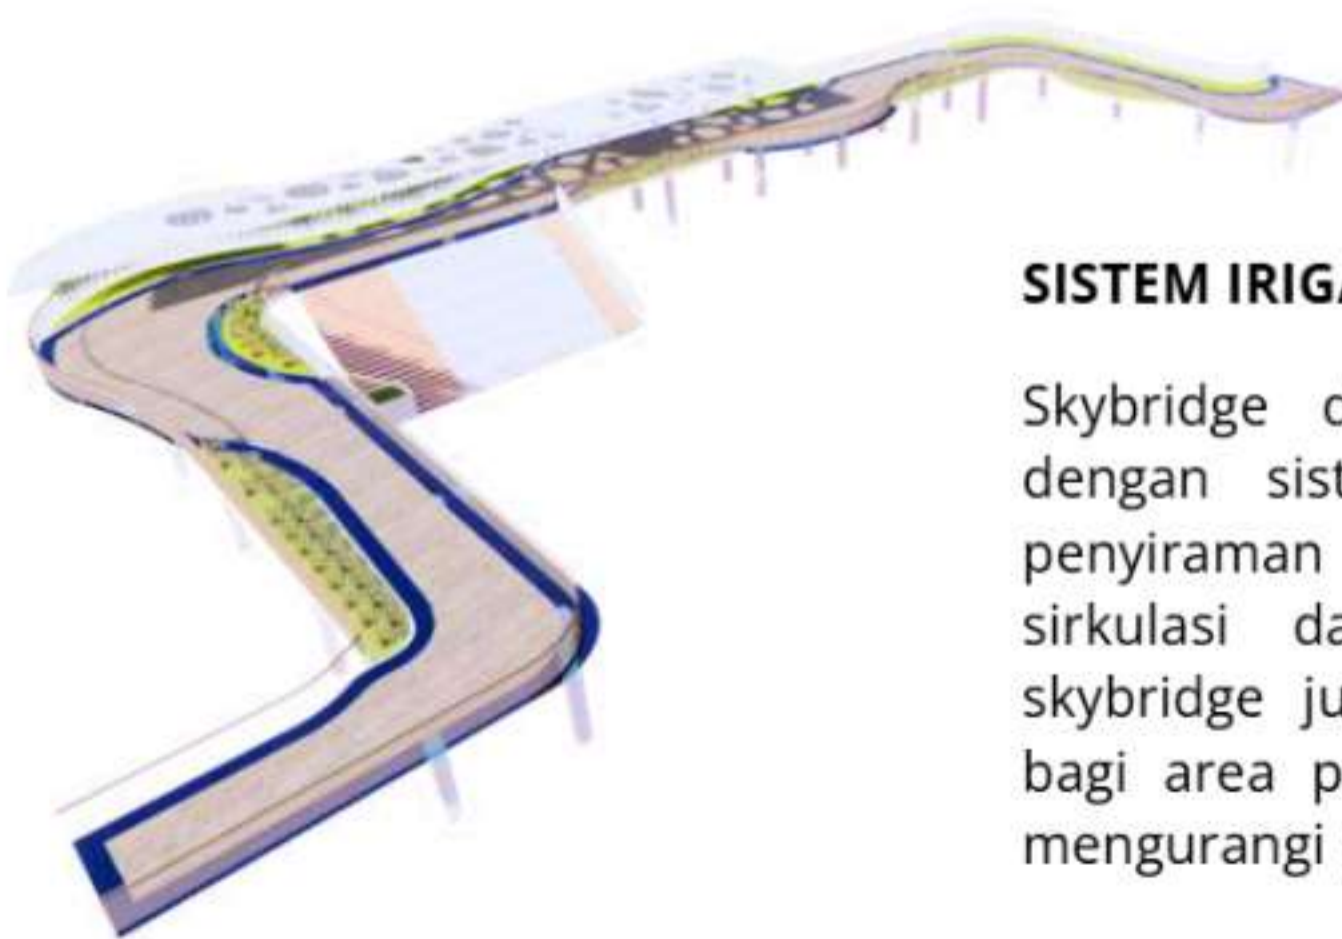 SISTEM IRIGA
Skybridge d
dengan sist
penyiraman
sirkulasi da
skybridge ju
bagi area p
mengurangi